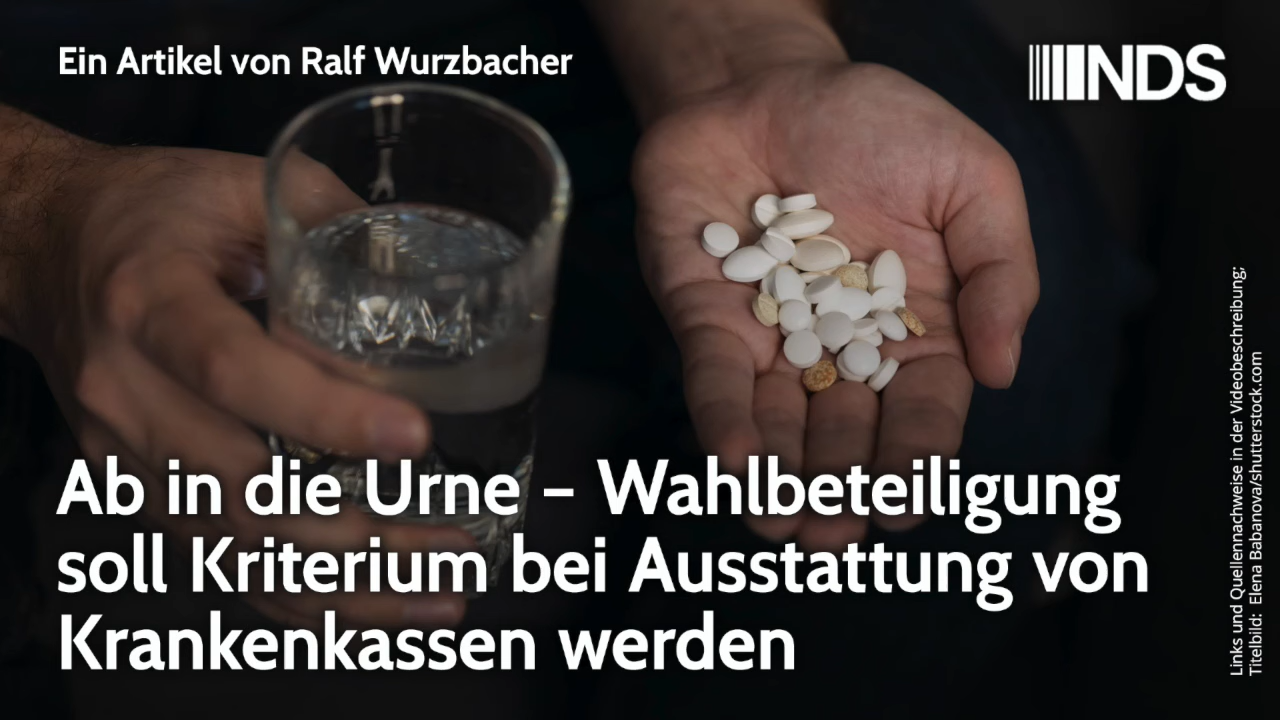 Ein Artikel von Ralf Wurzbacher
NDS
Ab in die Urne – Wahlbeteiligung
soll Kriterium bei Ausstattung von
Krankenkassen werden
Links und Quellennachweise in der Videobeschreibung;
Titelbild: Elena Babanova/shutterstock.com